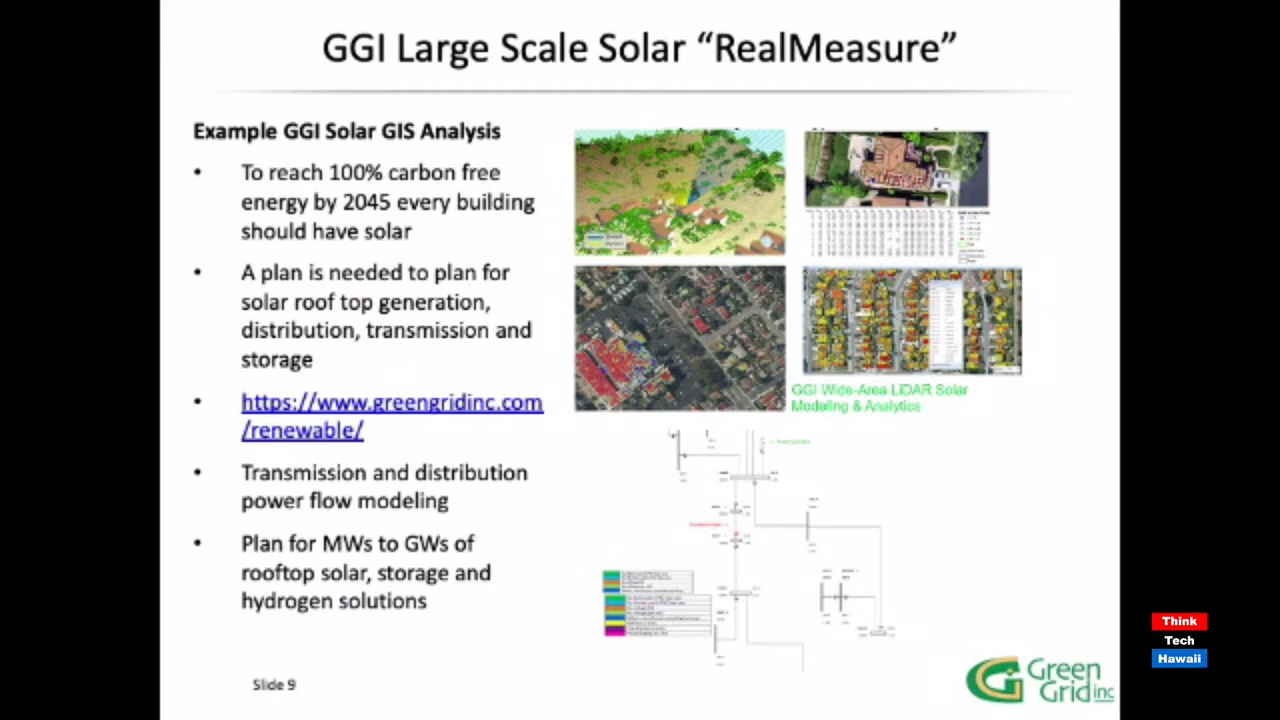 GGI Large Scale Solar “RealMeasure”
Example GGI Solar GIS Analysis
• To reach 100% carbon free
energy by 2045 every building
should have solar
• A plan is needed to plan for
solar roof top generation,
distribution, transmission and
storage
• https://www.greengridinc.com
/renewable/
• Transmission and distribution
power flow modeling
• Plan for MWs to GWs of
rooftop solar, storage and
hydrogen solutions
GGI Wide-Area LiDAR Solar
Modeling & Analytics
Slide 9
Green
Grid inc
Think
Tech
Hawaii